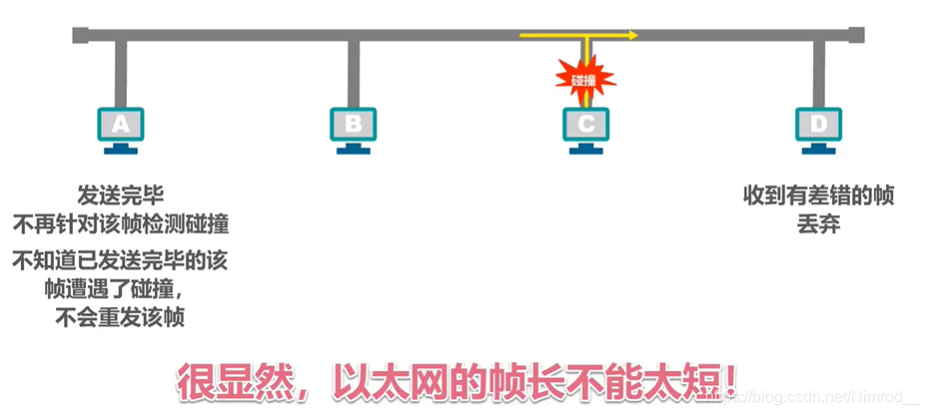 碰撞
A
B
C
D
发送完毕
不再针对该帧检测碰撞
不知道已发送完毕的该
帧遭遇了碰撞，
不会重发该帧
收到有差错的帧
丢弃
很显然，以太网的帧长不能太短！
https://blog.csdn.net/Nimrod__